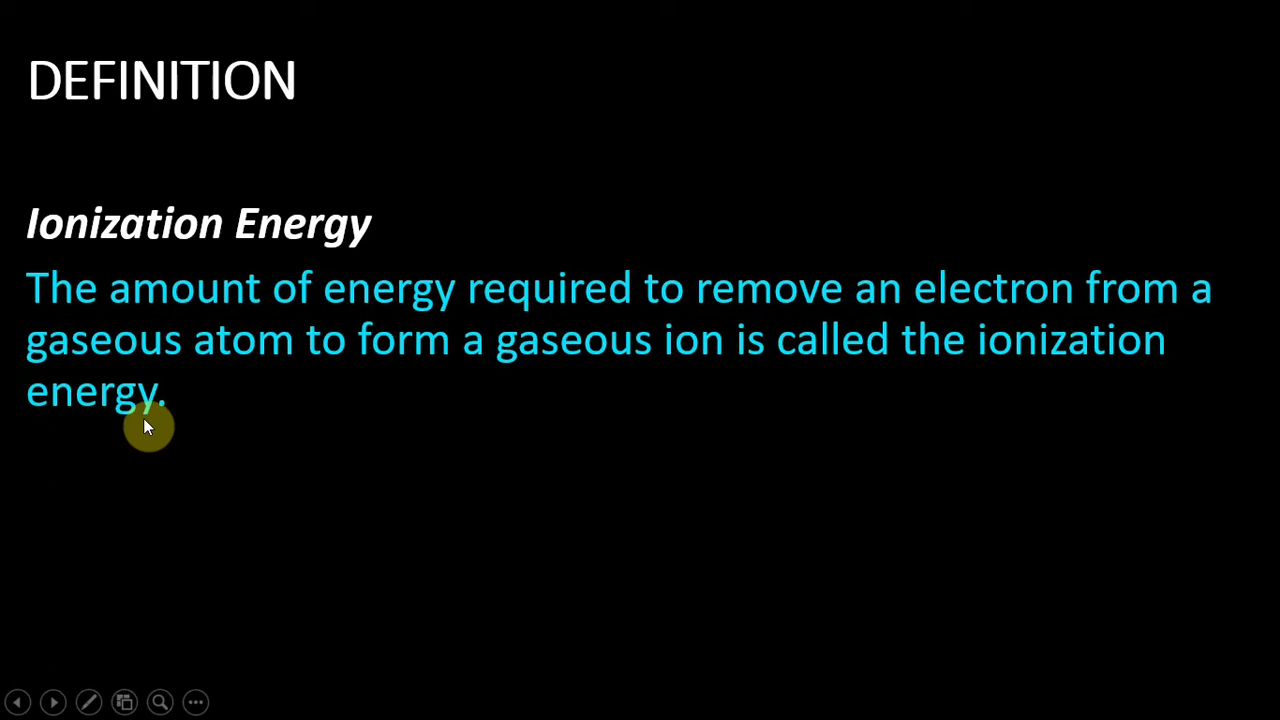 DEFINITION
Ionization Energy
The amount of energy required to remove an electron from a
gaseous atom to form a gaseous ion is called the ionization
energy.